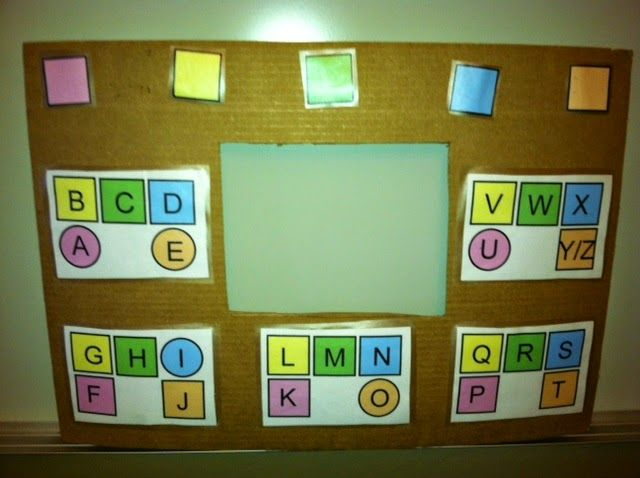 B C D
A E
V W X
U Y/Z
G H I
F J
L M N
K O
Q R S
P T